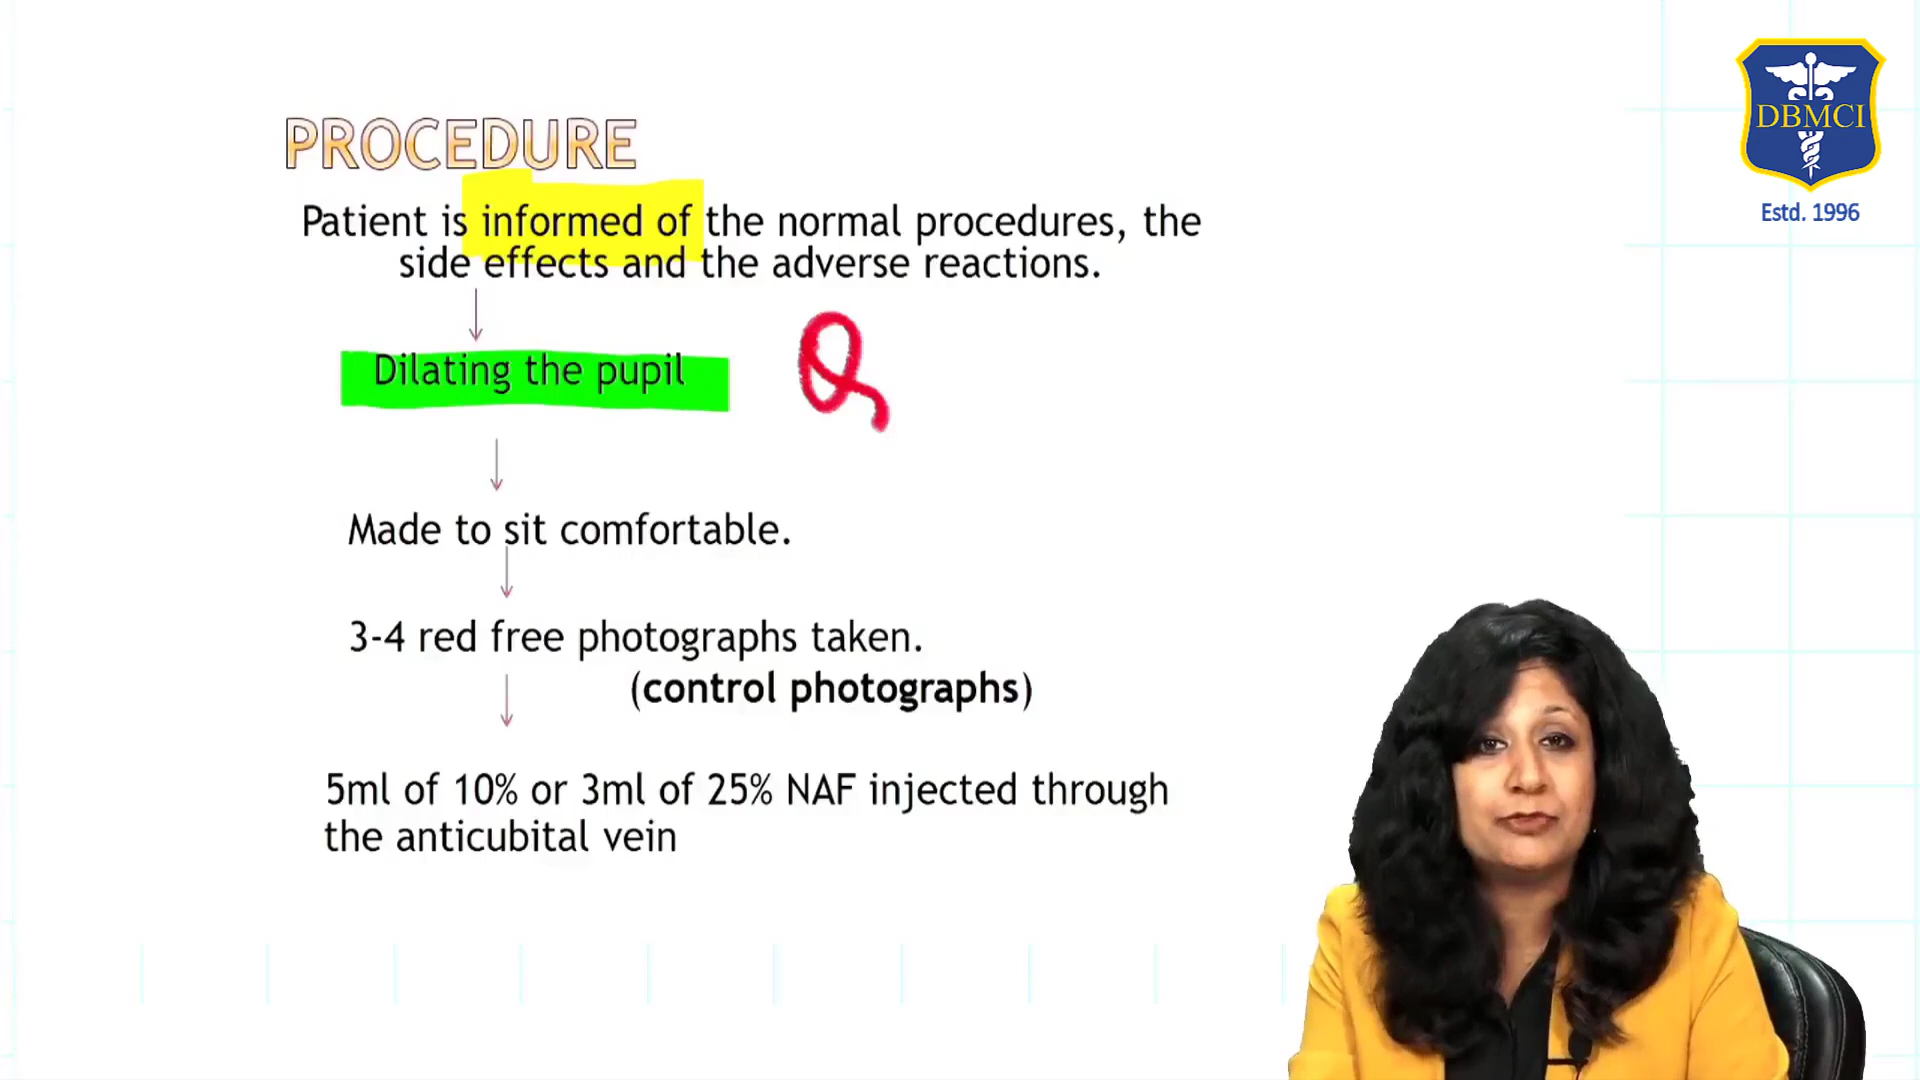 DBMCI
Estd. 1996
PROCEDURE
Patient is informed of the normal procedures, the
side effects and the adverse reactions.
Dilating the pupil
Q
Made to sit comfortable.
3-4 red free photographs taken.
(control photographs)
5ml of 10% or 3ml of 25% NAF injected through
the anticubital vein